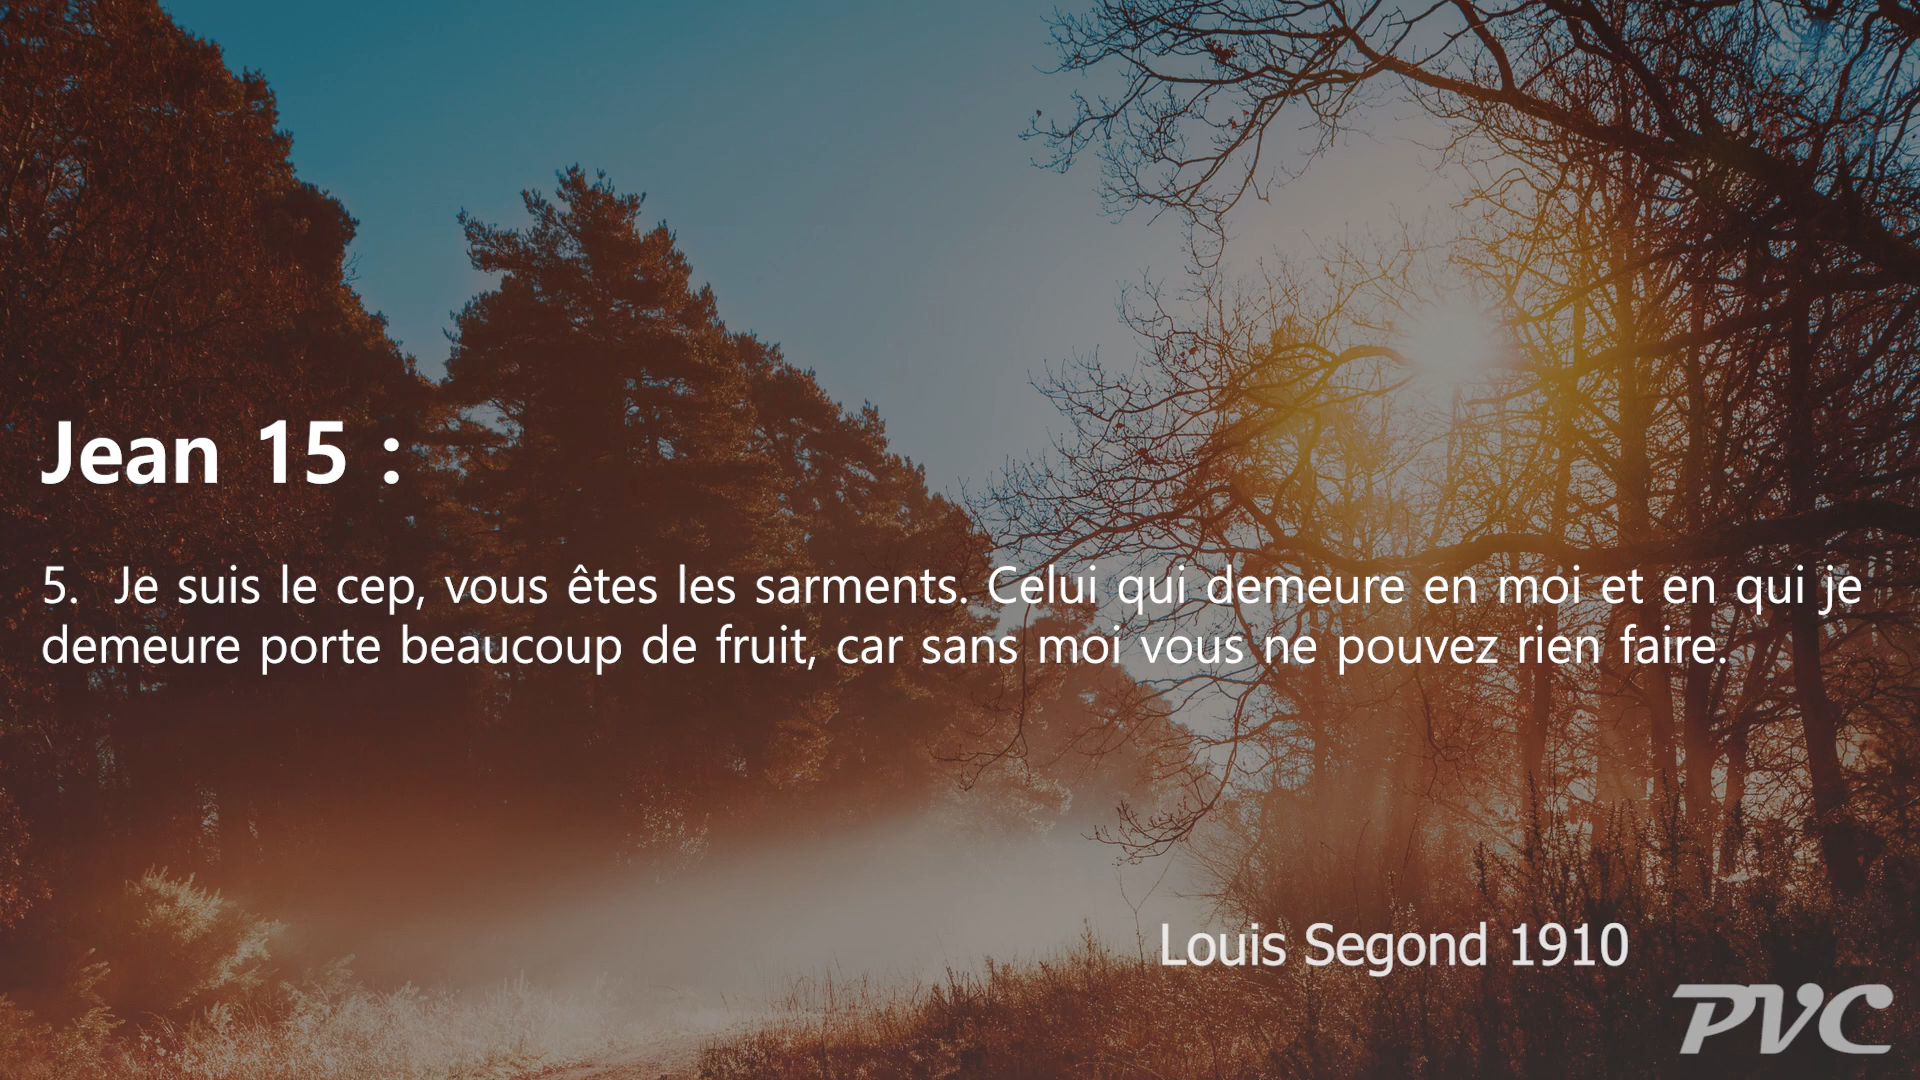 Jean 15 :
5. Je suis le cep, vous êtes les sarments. Celui qui demeure en moi et en qui je
demeure porte beaucoup de fruit, car sans moi vous ne pouvez rien faire.
Louis Segond 1910
PVC